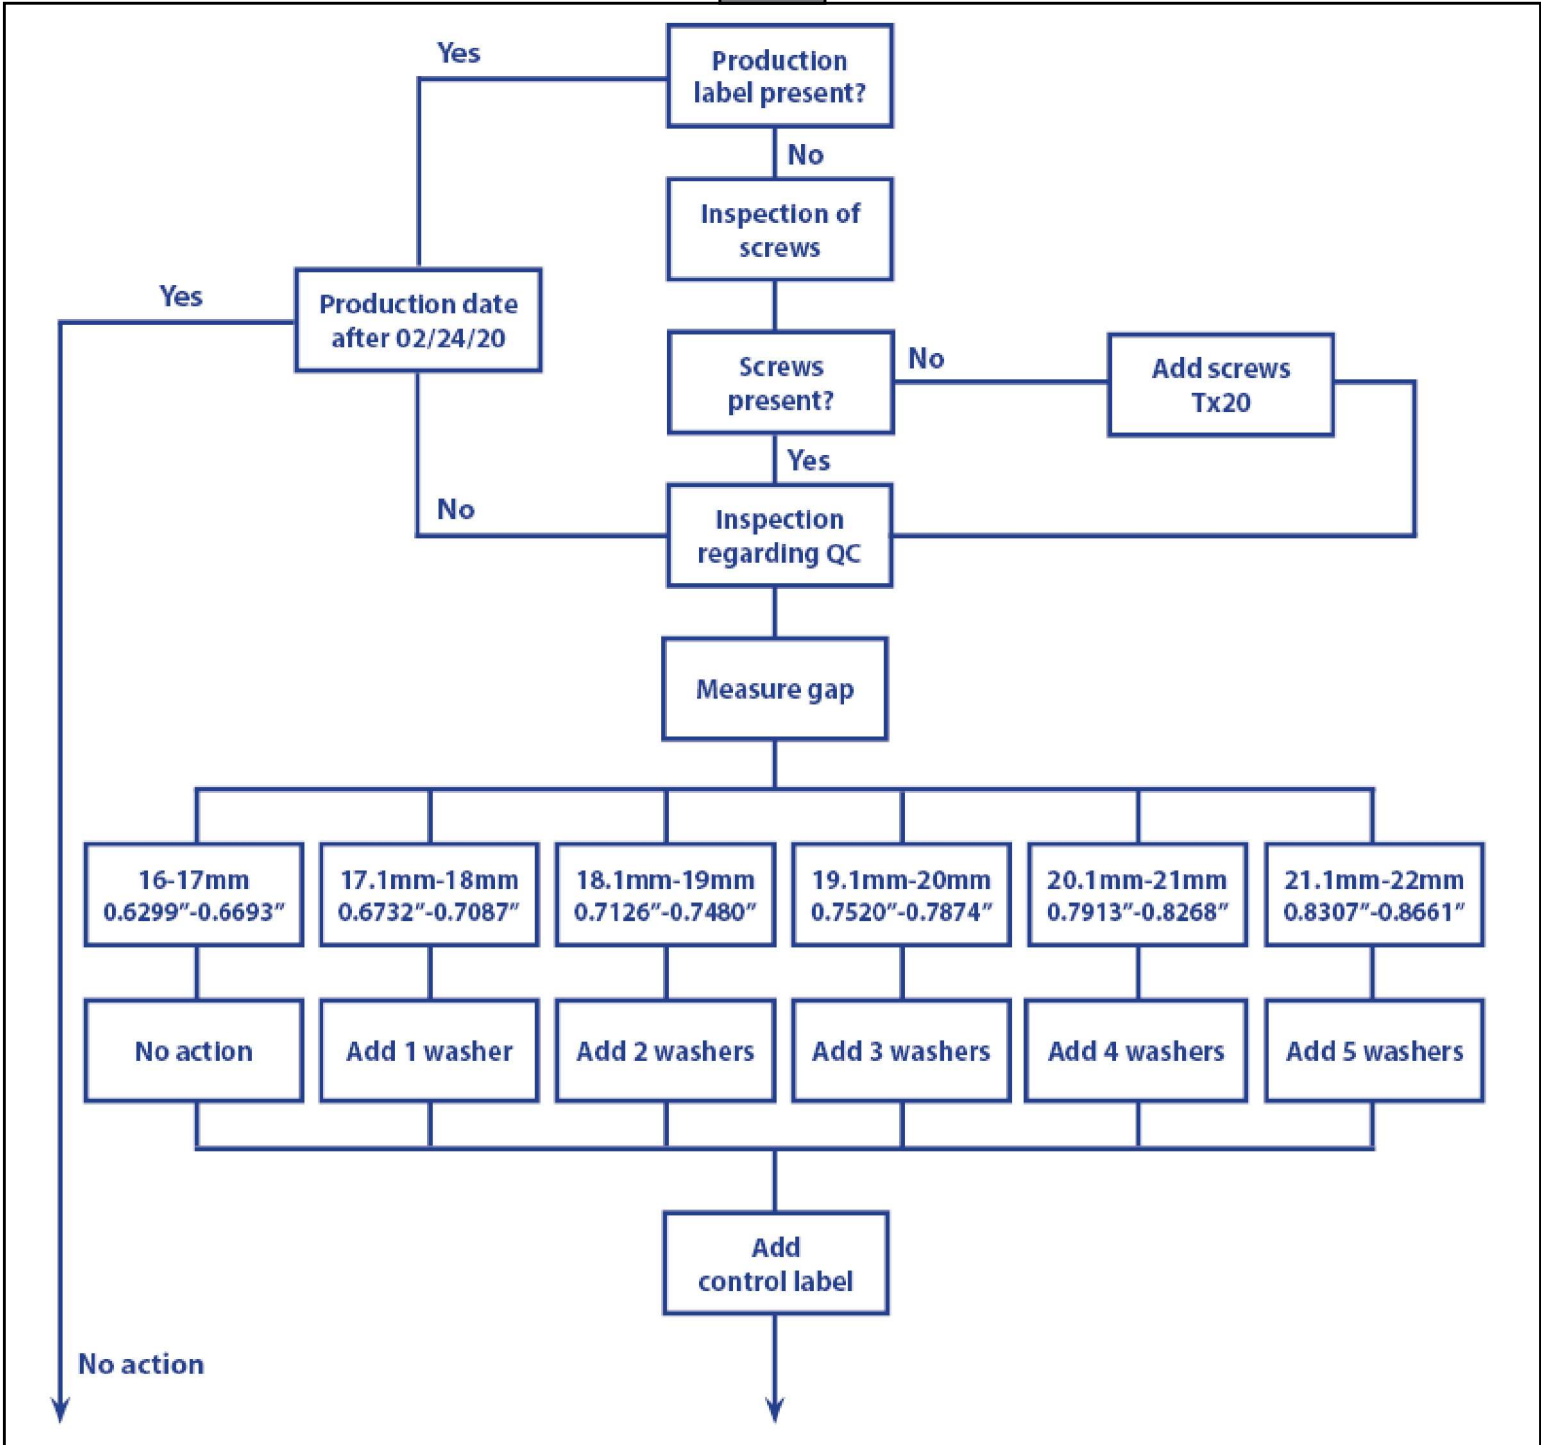 Yes
Production
label present?
No
Inspection of
screws
Yes
Production date
after 02/24/20
Screws
present?
No
Add screws
Tx20
Yes
No
Inspection
regarding QC
Measure gap
16-17mm
0.6299″-0.6693″
17.1mm-18mm
0.6732″-0.7087″
18.1mm-19mm
0.7126″-0.7480″
19.1mm-20mm
0.7520″-0.7874″
20.1mm-21mm
0.7913″-0.8268″
21.1mm-22mm
0.8307″-0.8661″
No action
Add 1 washer
Add 2 washers
Add 3 washers
Add 4 washers
Add 5 washers
Add
control label
No action